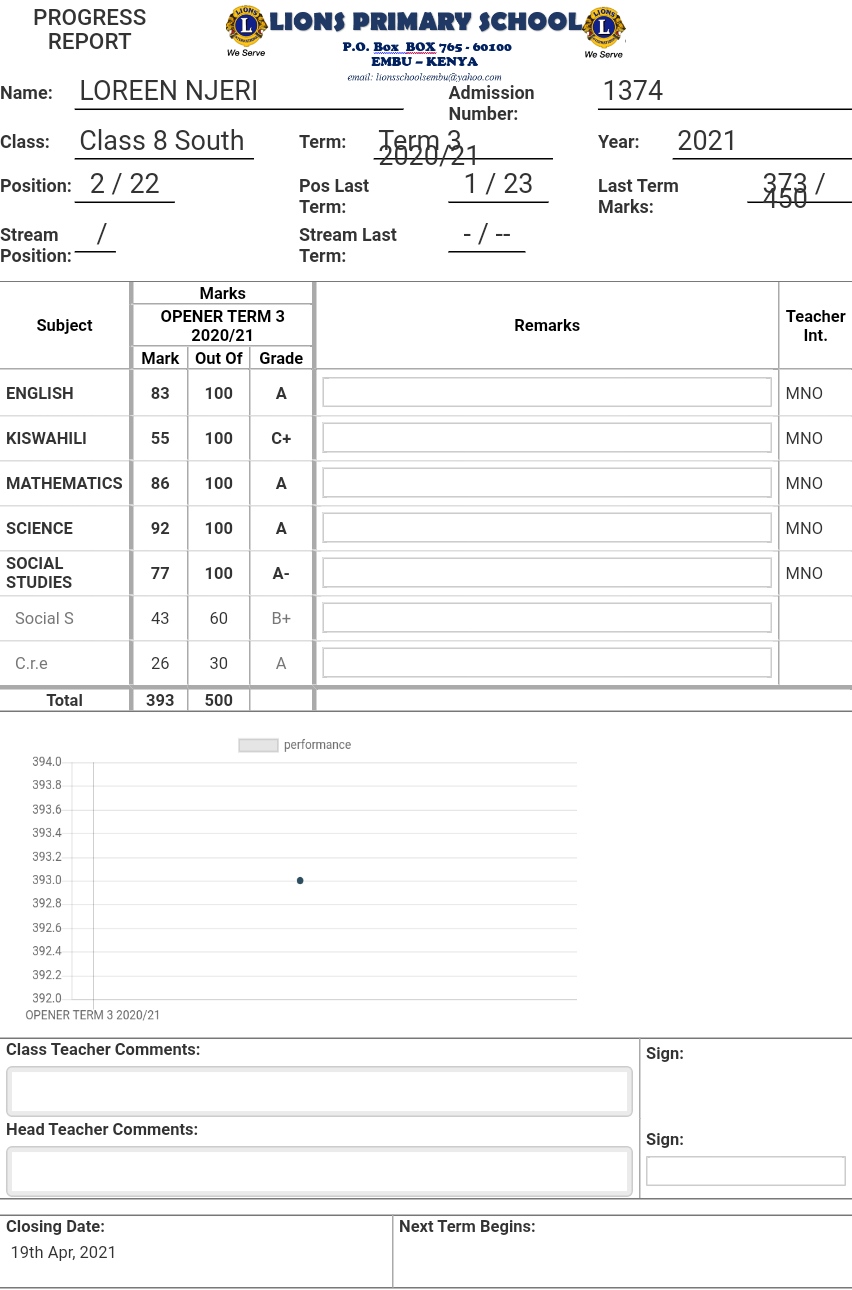 PROGRESS
REPORT
LIONS PRIMARY SCHOOL
We Serve
We Serve
P.O. Box BOX 765 - 60100
EMBU – KENYA
email: lionsschoolsembu@yahoo.com
Name: LOREEN NJERI Admission Number: 1374
Class: Class 8 South Term: Term 3 2020/21 Year: 2021
Position: 2 / 22 Pos Last Term: 1 / 23 Last Term Marks: 373 / 450
Stream Position: / Stream Last Term: - / --
Marks
Subject OPENER TERM 3 2020/21 Remarks Teacher Int.
Mark Out Of Grade
ENGLISH 83 100 A MNO
KISWAHILI 55 100 C+ MNO
MATHEMATICS 86 100 A MNO
SCIENCE 92 100 A MNO
SOCIAL STUDIES 77 100 A- MNO
Social S 43 60 B+
C.r.e 26 30 A
Total 393 500
performance
394.0
393.8
393.6
393.4
393.2
393.0
392.8
392.6
392.4
392.2
392.0
OPENER TERM 3 2020/21
Class Teacher Comments: Sign:
Head Teacher Comments: Sign:
Closing Date: Next Term Begins:
19th Apr, 2021